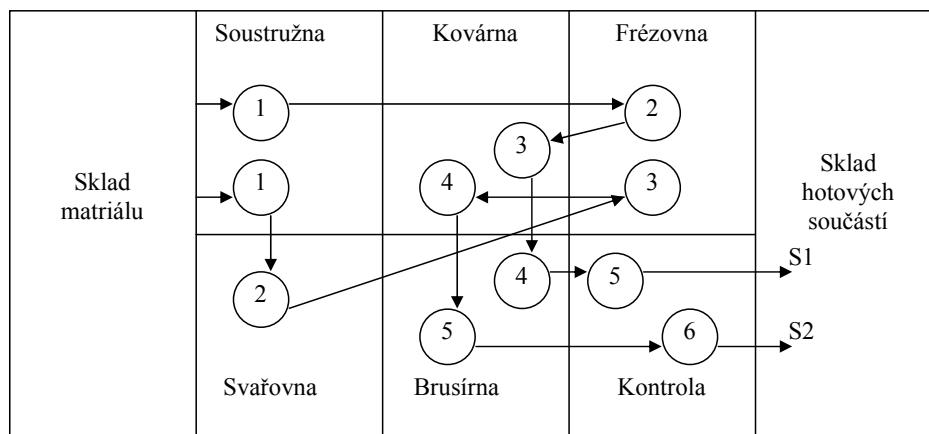 Soustružna
Kovárna
Frézovna
1
2
3
1
4
3
Sklad
matriálu
Sklad
hotových
součástí
S1
2
4
5
5
6
S2
Svařovna
Brusírna
Kontrola